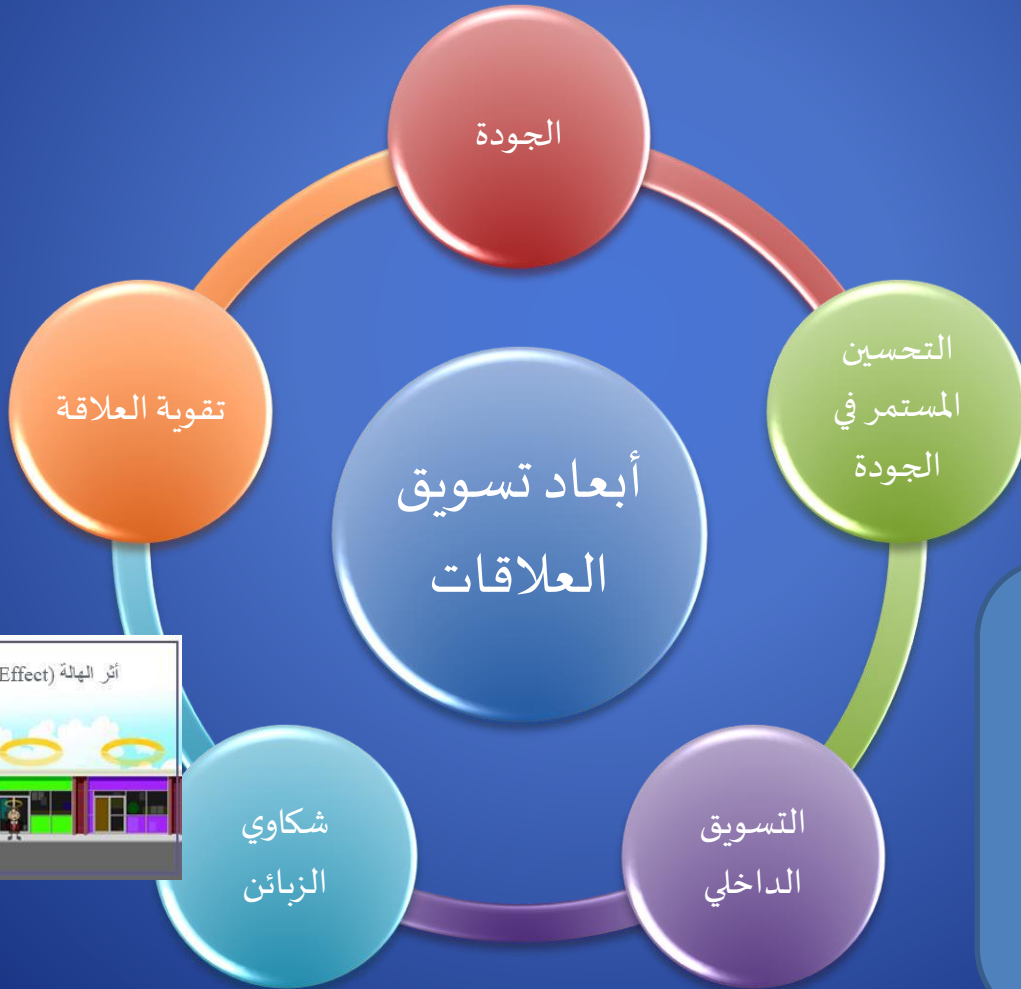 الجودة
التحسين
المستمر في
الجودة
تقوية العلاقة
أبعاد تسويق
العلاقات
أثر الهالة (Effect
التسويق
الداخلي
شكاوي
الزبائن